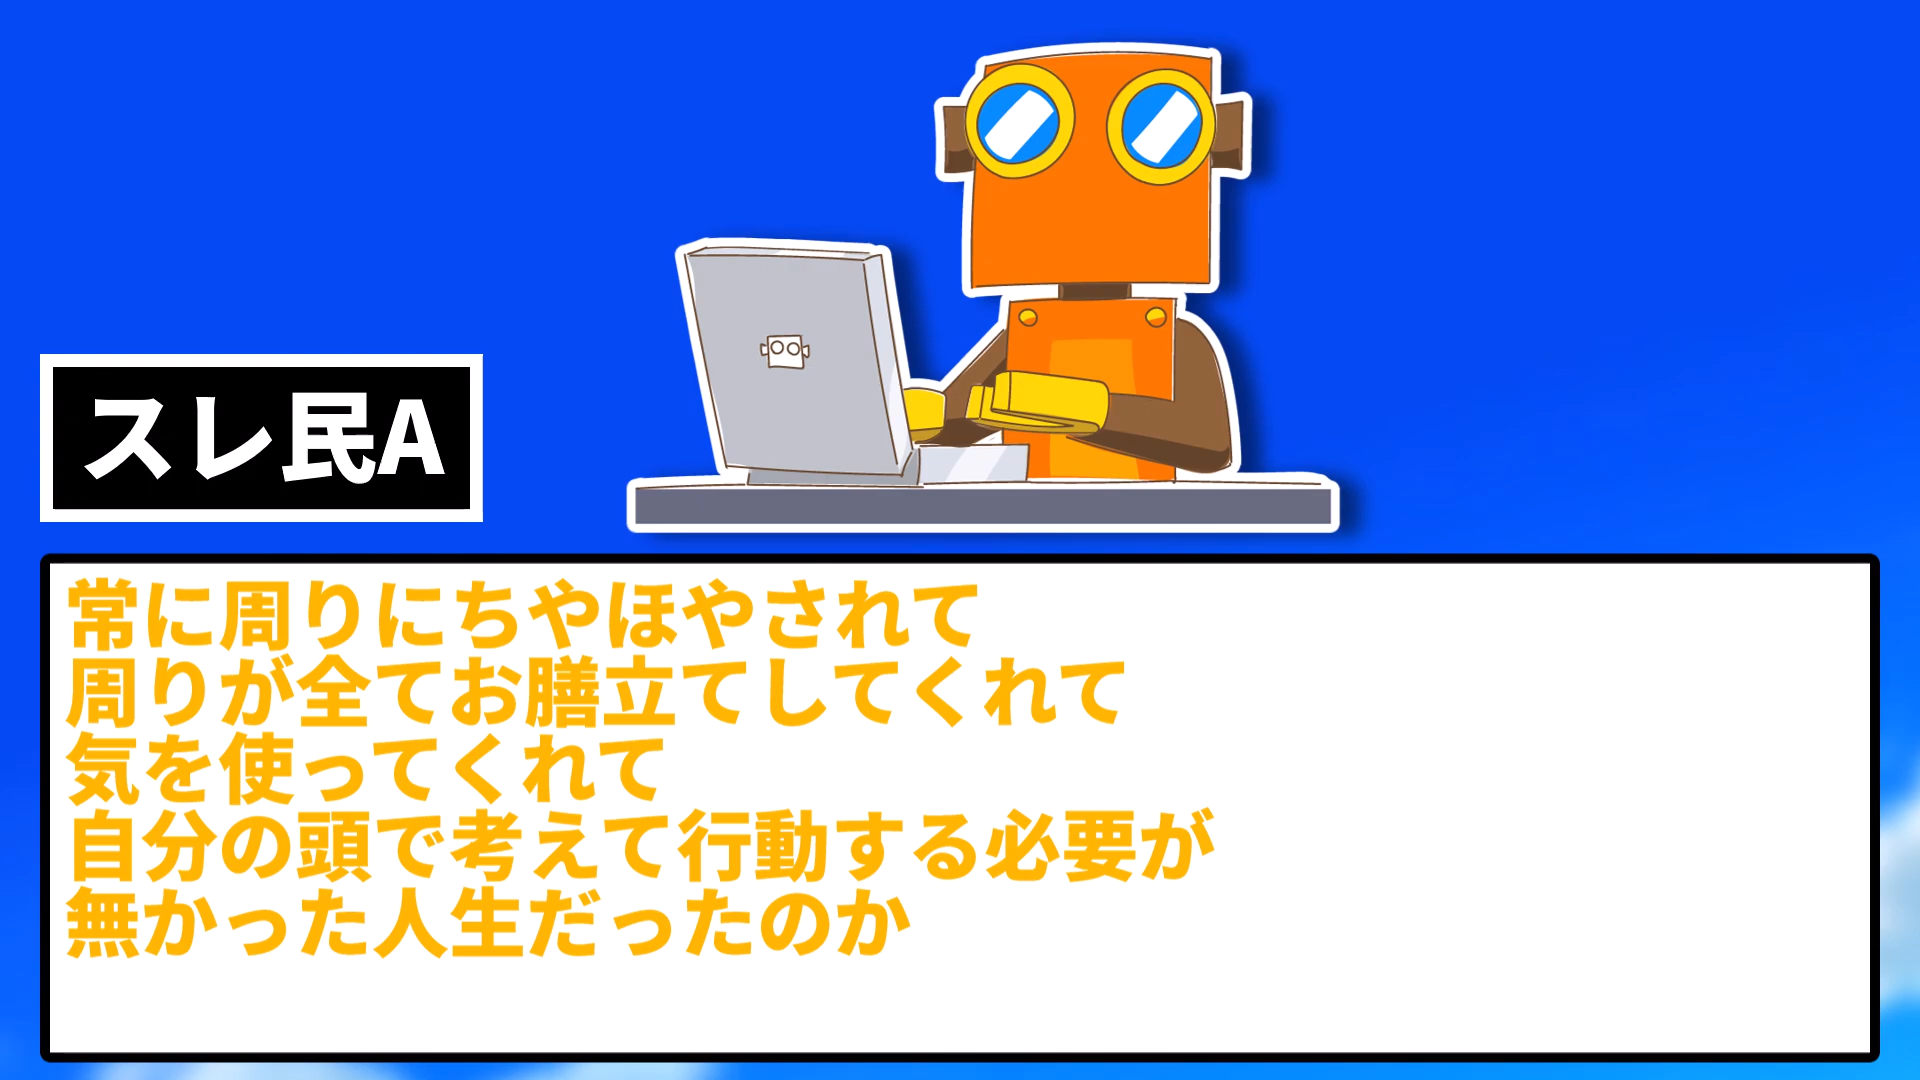 スレ民A
常に周りにちやほやされて
周りが全てお膳立てしてくれて
気を使ってくれて
自分の頭で考えて行動する必要が
無かった人生だったのか